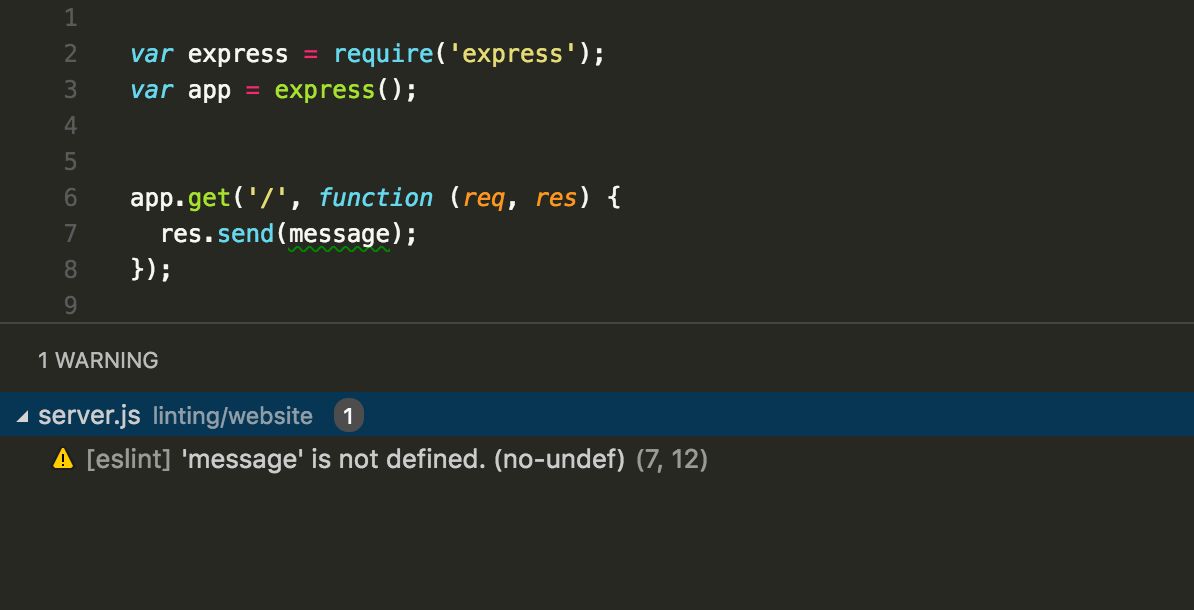 1
2 var express = require('express');
3 var app = express();
4
5
6 app.get('/', function (req, res) {
7   res.send(message);
8 });
9
1 WARNING
server.js linting/website 1
[eslint] 'message' is not defined. (no-undef) (7, 12)